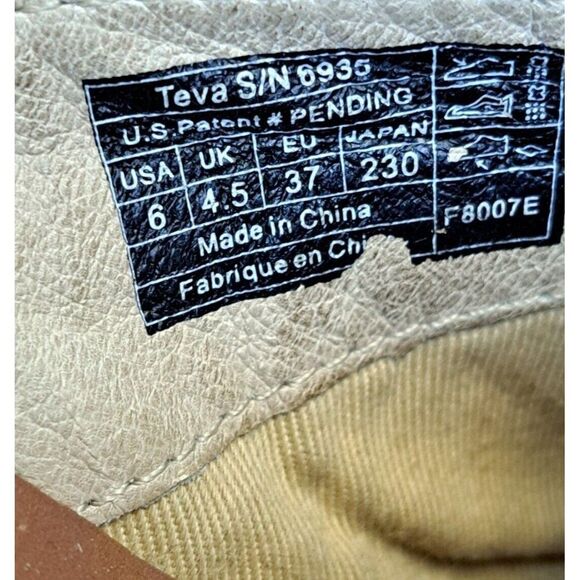 Teva S/N 6935
U.S. Patent # PENDING
USA UK EU JAPAN
6 4.5 37 230
Made in China
Fabrique en
F8007E